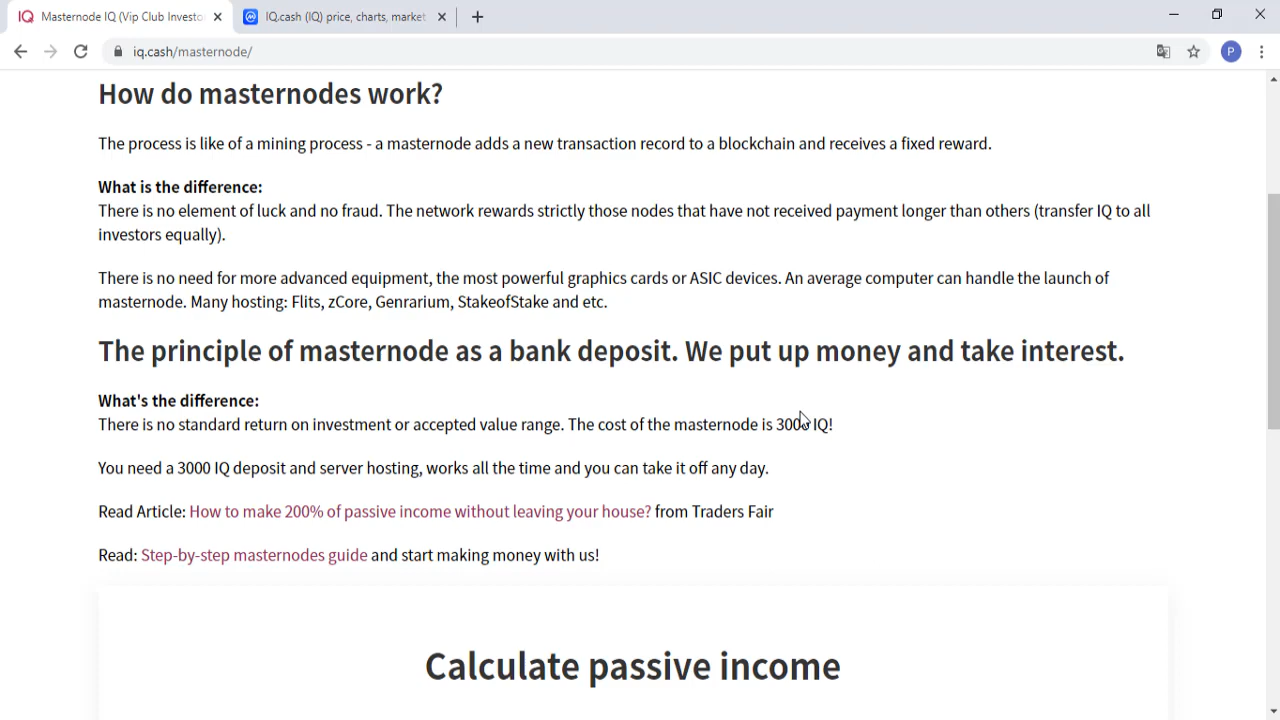 IQ Masternode IQ (Vip Club Investo
IQ.cash (IQ) price, charts, market
iq.cash/masternode/
P
How do masternodes work?
The process is like of a mining process - a masternode adds a new transaction record to a blockchain and receives a fixed reward.
What is the difference:
There is no element of luck and no fraud. The network rewards strictly those nodes that have not received payment longer than others (transfer IQ to all
investors equally).
There is no need for more advanced equipment, the most powerful graphics cards or ASIC devices. An average computer can handle the launch of
masternode. Many hosting: Flits, zCore, Genrarium, StakeofStake and etc.
The principle of masternode as a bank deposit. We put up money and take interest.
What's the difference:
There is no standard return on investment or accepted value range. The cost of the masternode is 3000 IQ!
You need a 3000 IQ deposit and server hosting, works all the time and you can take it off any day.
Read Article: How to make 200% of passive income without leaving your house? from Traders Fair
Read: Step-by-step masternodes guide and start making money with us!
Calculate passive income